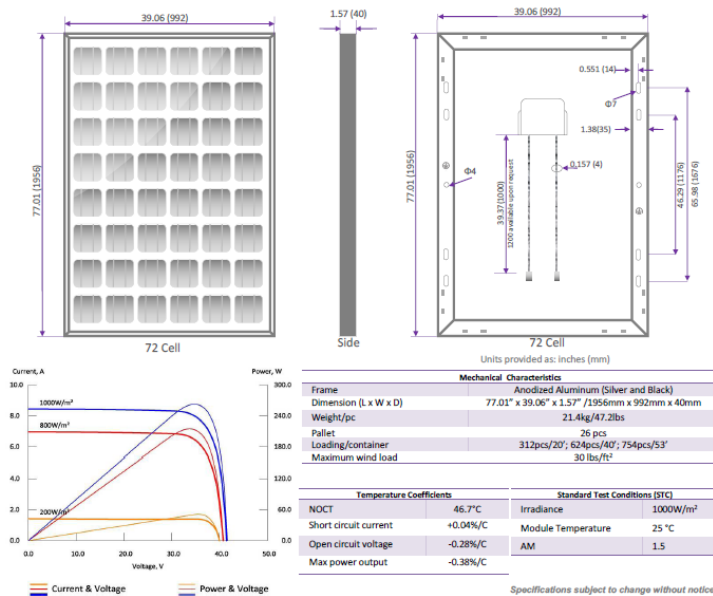 39.06 (992)
1.57 (40)
39.06 (992)
77.01 (1956)
77.01 (1956)
0.551 (14)
Φ7
1.38(35)
0.157 (4)
Φ4
39.37(1000)
1200 available upon request
46.29 (1176)
65.98 (1676)
72 Cell
Side
72 Cell
Units provided as: inches (mm)
Current, A
Power, W
10.0 300.0
1000W/m²
8.0 240.0
800W/m²
6.0 180.0
4.0 120.0
200W/m²
2.0 60.0
0.0
0.0 10.0 20.0 30.0 40.0 50.0
Voltage, V
Current & Voltage Power & Voltage
Mechanical Characteristics
Frame Anodized Aluminum (Silver and Black)
Dimension (L x W x D) 77.01" x 39.06" x 1.57" /1956mm x 992mm x 40mm
Weight/pc 21.4kg/47.2lbs
Pallet 26 pcs
Loading/container 312pcs/20'; 624pcs/40'; 754pcs/53'
Maximum wind load 30 lbs/ft²
Temperature Coefficients
NOCT 46.7°C
Short circuit current +0.04%/C
Open circuit voltage -0.28%/C
Max power output -0.38%/C
Standard Test Conditions (STC)
Irradiance 1000W/m²
Module Temperature 25 °C
AM 1.5
Specifications subject to change without notice